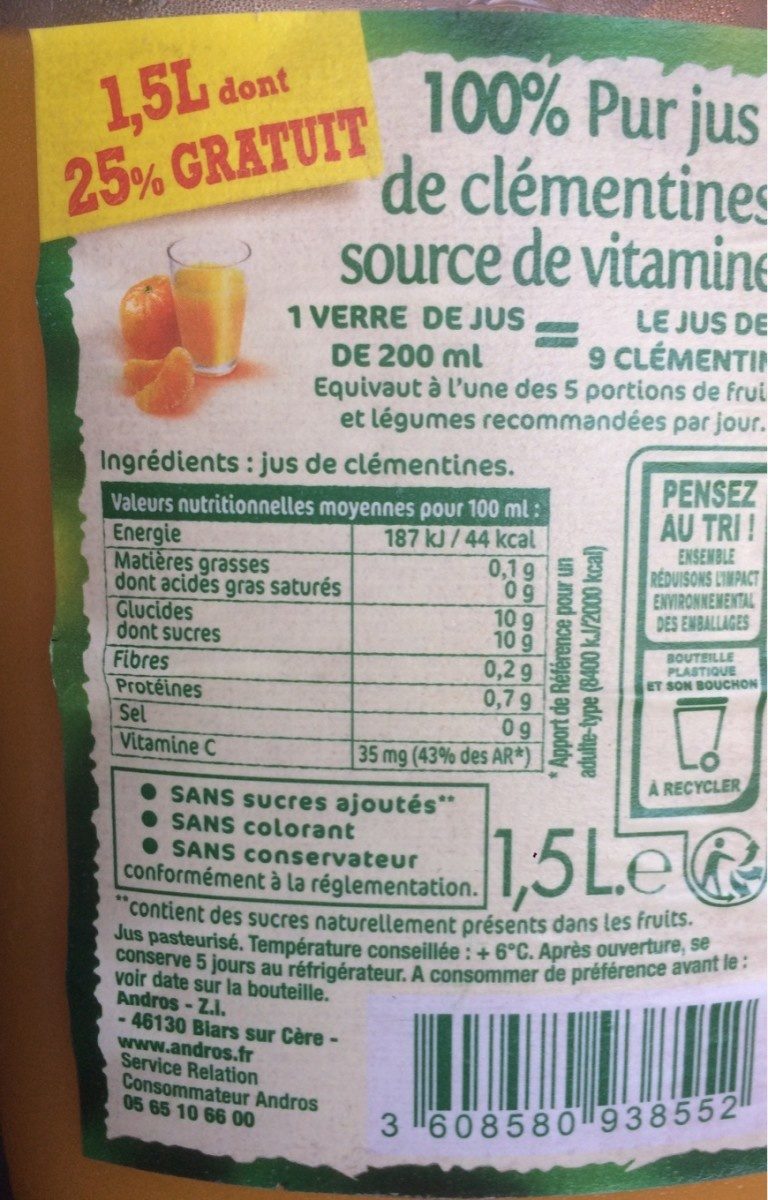 1,5L dont
25% GRATUIT
100% Pur jus
de clémentines
source de vitamine
1 VERRE DE JUS
DE 200 ml
=
LE JUS DE
9 CLÉMENTIN
Equivaut à l'une des 5 portions de frui
et légumes recommandées par jour.
Ingrédients : jus de clémentines.
Valeurs nutritionnelles moyennes pour 100 ml :
Energie 187 kJ / 44 kcal
Matières grasses 0,1 g
dont acides gras saturés 0 g
Glucides 10 g
dont sucres 10 g
Fibres 0,2 g
Protéines 0,7 g
Sel 0 g
Vitamine C 35 mg (43% des AR*)
* Apport de Référence pour un
adulte-type (8400 kJ/2000 kcal)
PENSEZ
AU TRI !
ENSEMBLE
RÉDUISONS L'IMPACT
ENVIRONNEMENTAL
DES EMBALLAGES
BOUTEILLE
PLASTIQUE
ET SON BOUCHON
À RECYCLER
• SANS sucres ajoutés**
• SANS colorant
• SANS conservateur
conformément à la réglementation.
1,5 L.e
**contient des sucres naturellement présents dans les fruits.
Jus pasteurisé. Température conseillée : + 6°C. Après ouverture, se
conserve 5 jours au réfrigérateur. A consommer de préférence avant le :
voir date sur la bouteille.
Andros - Z.I.
- 46130 Biars sur Cère -
www.andros.fr
Service Relation
Consommateur Andros
05 65 10 66 00
3 608580 938552